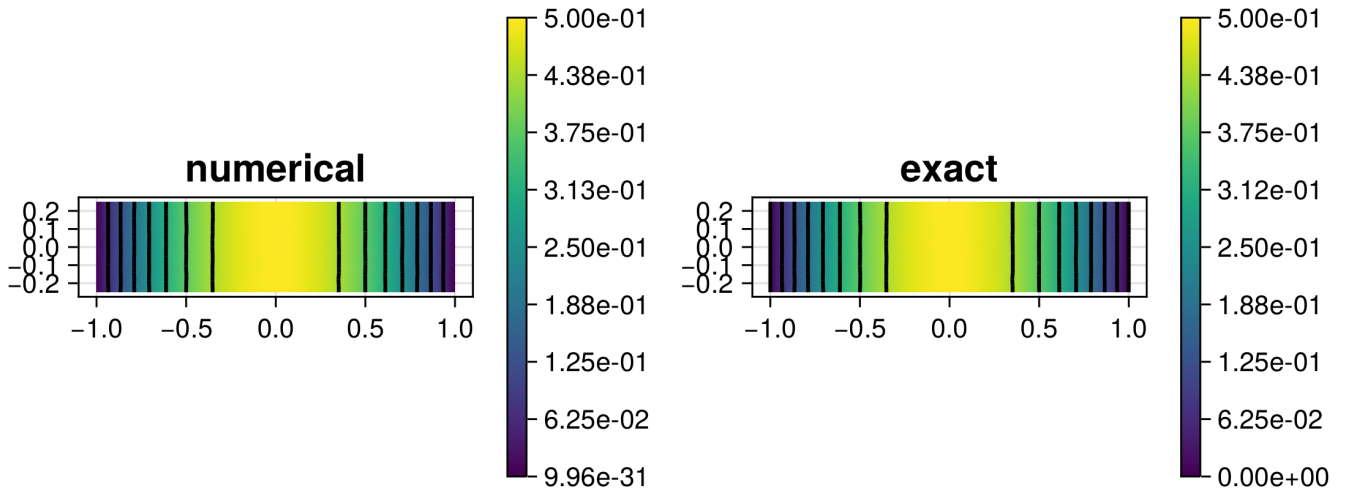 numerical
0.2
0.1
0.0
−0.1
−0.2
−1.0 −0.5 0.0 0.5 1.0
5.00e-01
4.38e-01
3.75e-01
3.13e-01
2.50e-01
1.88e-01
1.25e-01
6.25e-02
9.96e-31
exact
0.2
0.1
0.0
−0.1
−0.2
−1.0 −0.5 0.0 0.5 1.0
5.00e-01
4.38e-01
3.75e-01
3.12e-01
2.50e-01
1.88e-01
1.25e-01
6.25e-02
0.00e+00